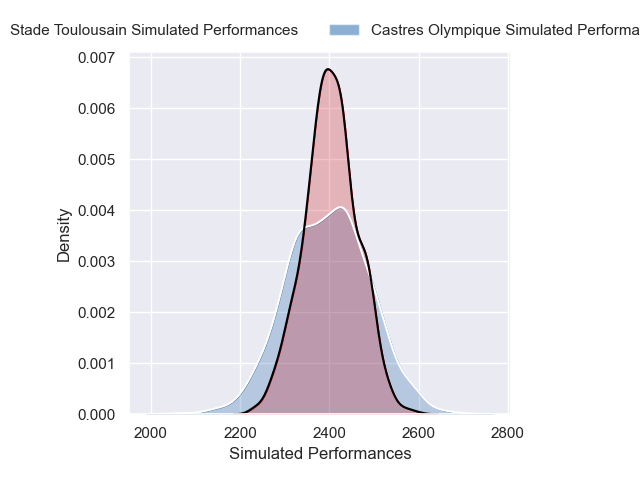 Stade Toulousain Simulated Performances Castres Olympique Simulated Performa
0.007
0.006
0.005
0.004
0.003
0.002
0.001
0.000
Density
2000 2200 2400 2600 2800
Simulated Performances